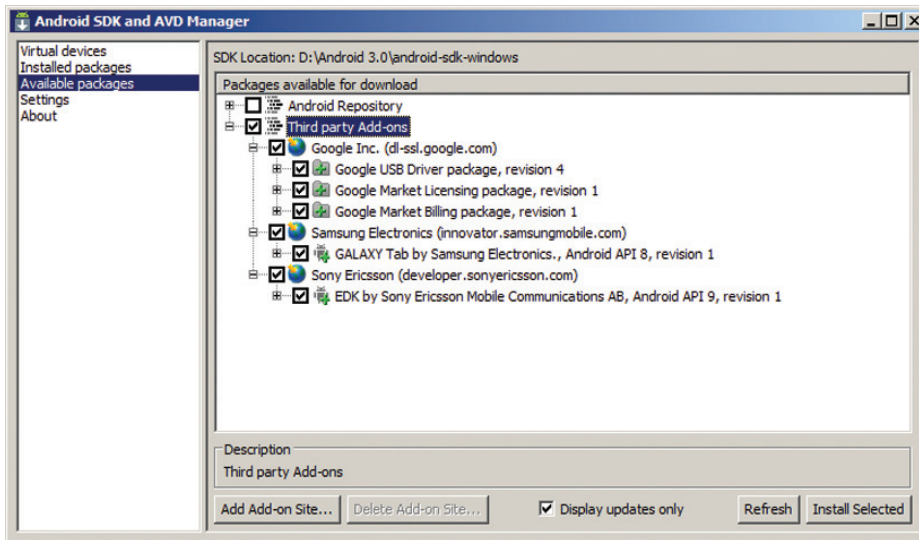 Android SDK and AVD Manager
Virtual devices
Installed packages
Available packages
Settings
About
SDK Location: D:\Android 3.0\android-sdk-windows
Packages available for download
Android Repository
Third party Add-ons
Google Inc. (dl-ssl.google.com)
Google USB Driver package, revision 4
Google Market Licensing package, revision 1
Google Market Billing package, revision 1
Samsung Electronics (innovator.samsungmobile.com)
GALAXY Tab by Samsung Electronics., Android API 8, revision 1
Sony Ericsson (developer.sonyericsson.com)
EDK by Sony Ericsson Mobile Communications AB, Android API 9, revision 1
Description
Third party Add-ons
Add Add-on Site... Delete Add-on Site... Display updates only Refresh Install Selected